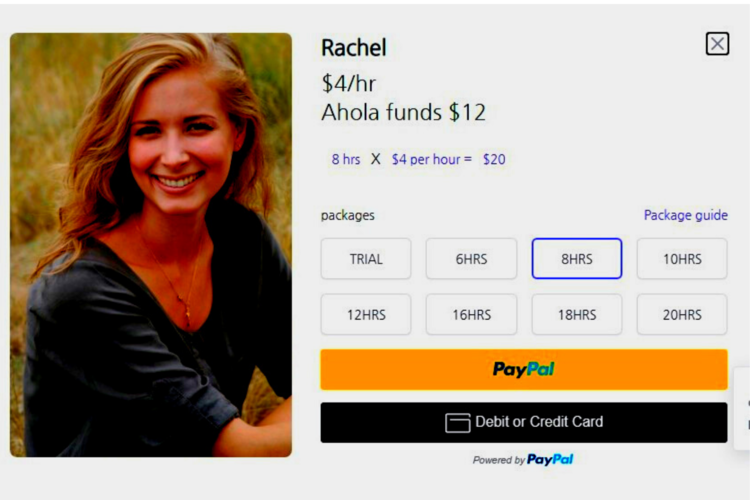 Rachel
$4/hr
Ahola funds $12
8 hrs X $4 per hour = $20
packages Package guide
TRIAL 6HRS 8HRS 10HRS
12HRS 16HRS 18HRS 20HRS
PayPal
Debit or Credit Card
Powered by PayPal